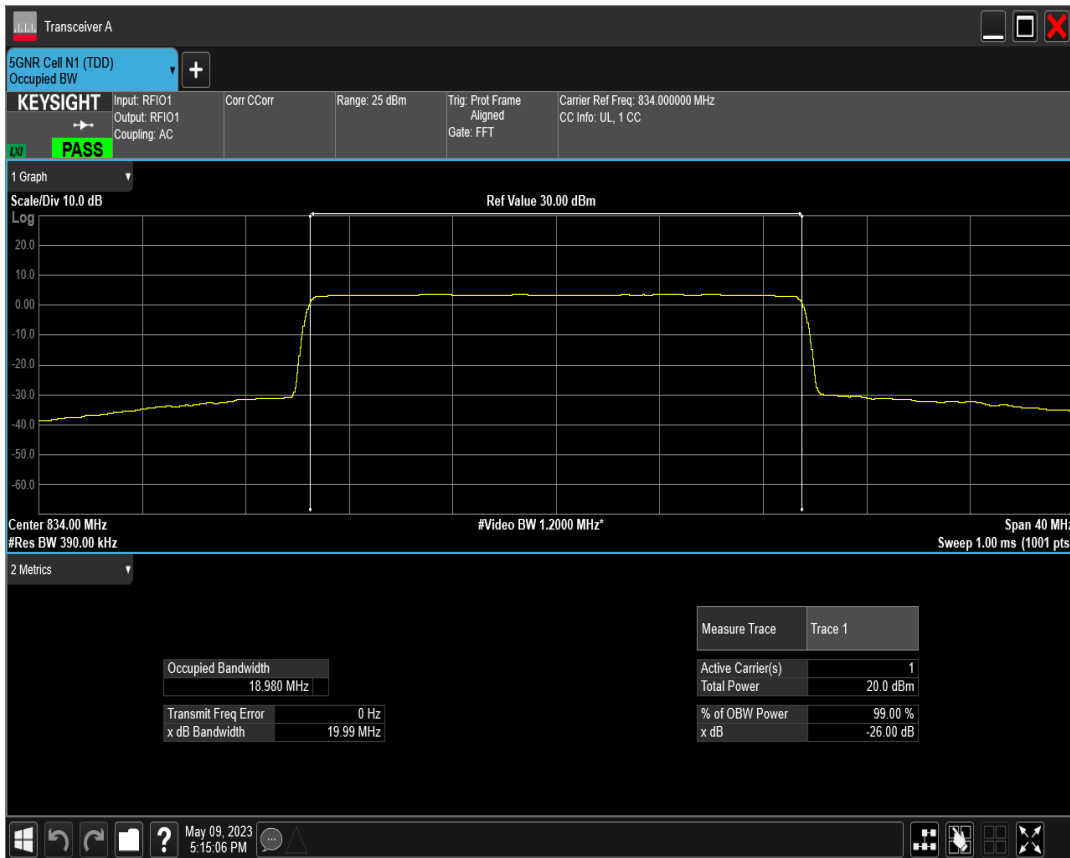 Transceiver A
5GNR Cell N1 (TDD)
Occupied BW
+
KEYSIGHT
LXI
PASS
Input: RFIO1
Output: RFIO1
Coupling: AC
Corr CCorr
Range: 25 dBm
Trig: Prot Frame
Aligned
Gate: FFT
Carrier Ref Freq: 834.000000 MHz
CC Info: UL, 1 CC
1 Graph
Scale/Div 10.0 dB
Ref Value 30.00 dBm
Log
20.0
10.0
0.00
-10.0
-20.0
-30.0
-40.0
-50.0
-60.0
Center 834.00 MHz
#Video BW 1.2000 MHz*
Span 40 MHz
#Res BW 390.00 kHz
Sweep 1.00 ms (1001 pts
2 Metrics
Measure Trace Trace 1
Occupied Bandwidth
18.980 MHz
Active Carrier(s) 1
Total Power 20.0 dBm
Transmit Freq Error 0 Hz
x dB Bandwidth 19.99 MHz
% of OBW Power 99.00 %
x dB -26.00 dB
?
May 09, 2023
5:15:06 PM